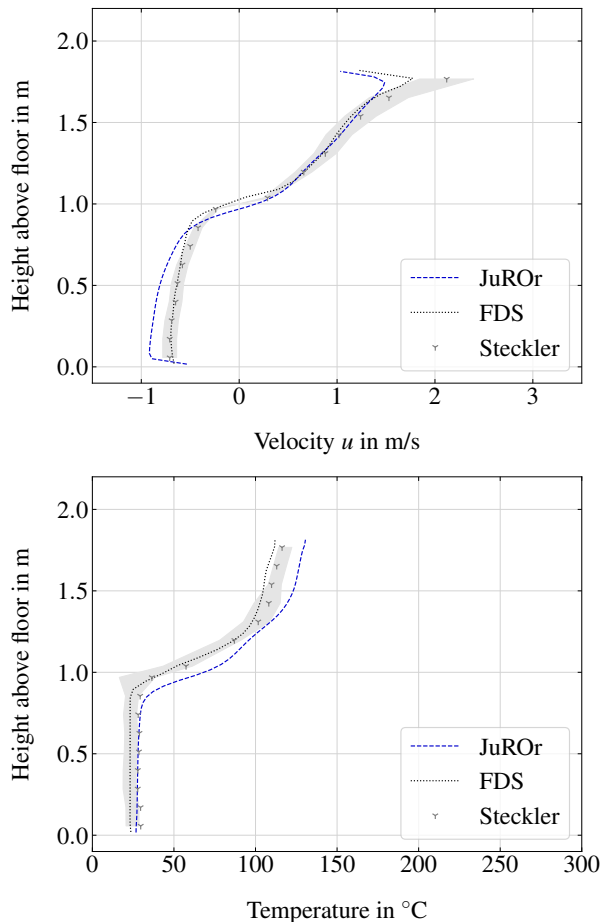 2.0
1.5
1.0
0.5
0.0
Height above floor in m
JuROr
FDS
Steckler
−1 0 1 2 3
Velocity u in m/s
2.0
1.5
1.0
0.5
0.0
Height above floor in m
JuROr
FDS
Steckler
0 50 100 150 200 250 300
Temperature in °C